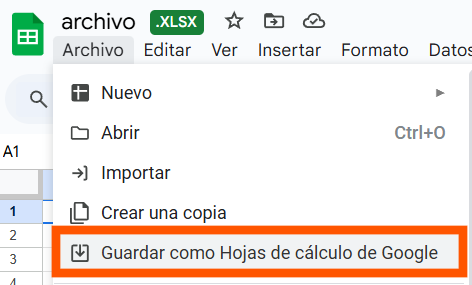 archivo .XLSX
Archivo Editar Ver Insertar Formato Datos
Nuevo
Abrir Ctrl+O
A1 Importar
Crear una copia
1
2
Guardar como Hojas de cálculo de Google
3
4